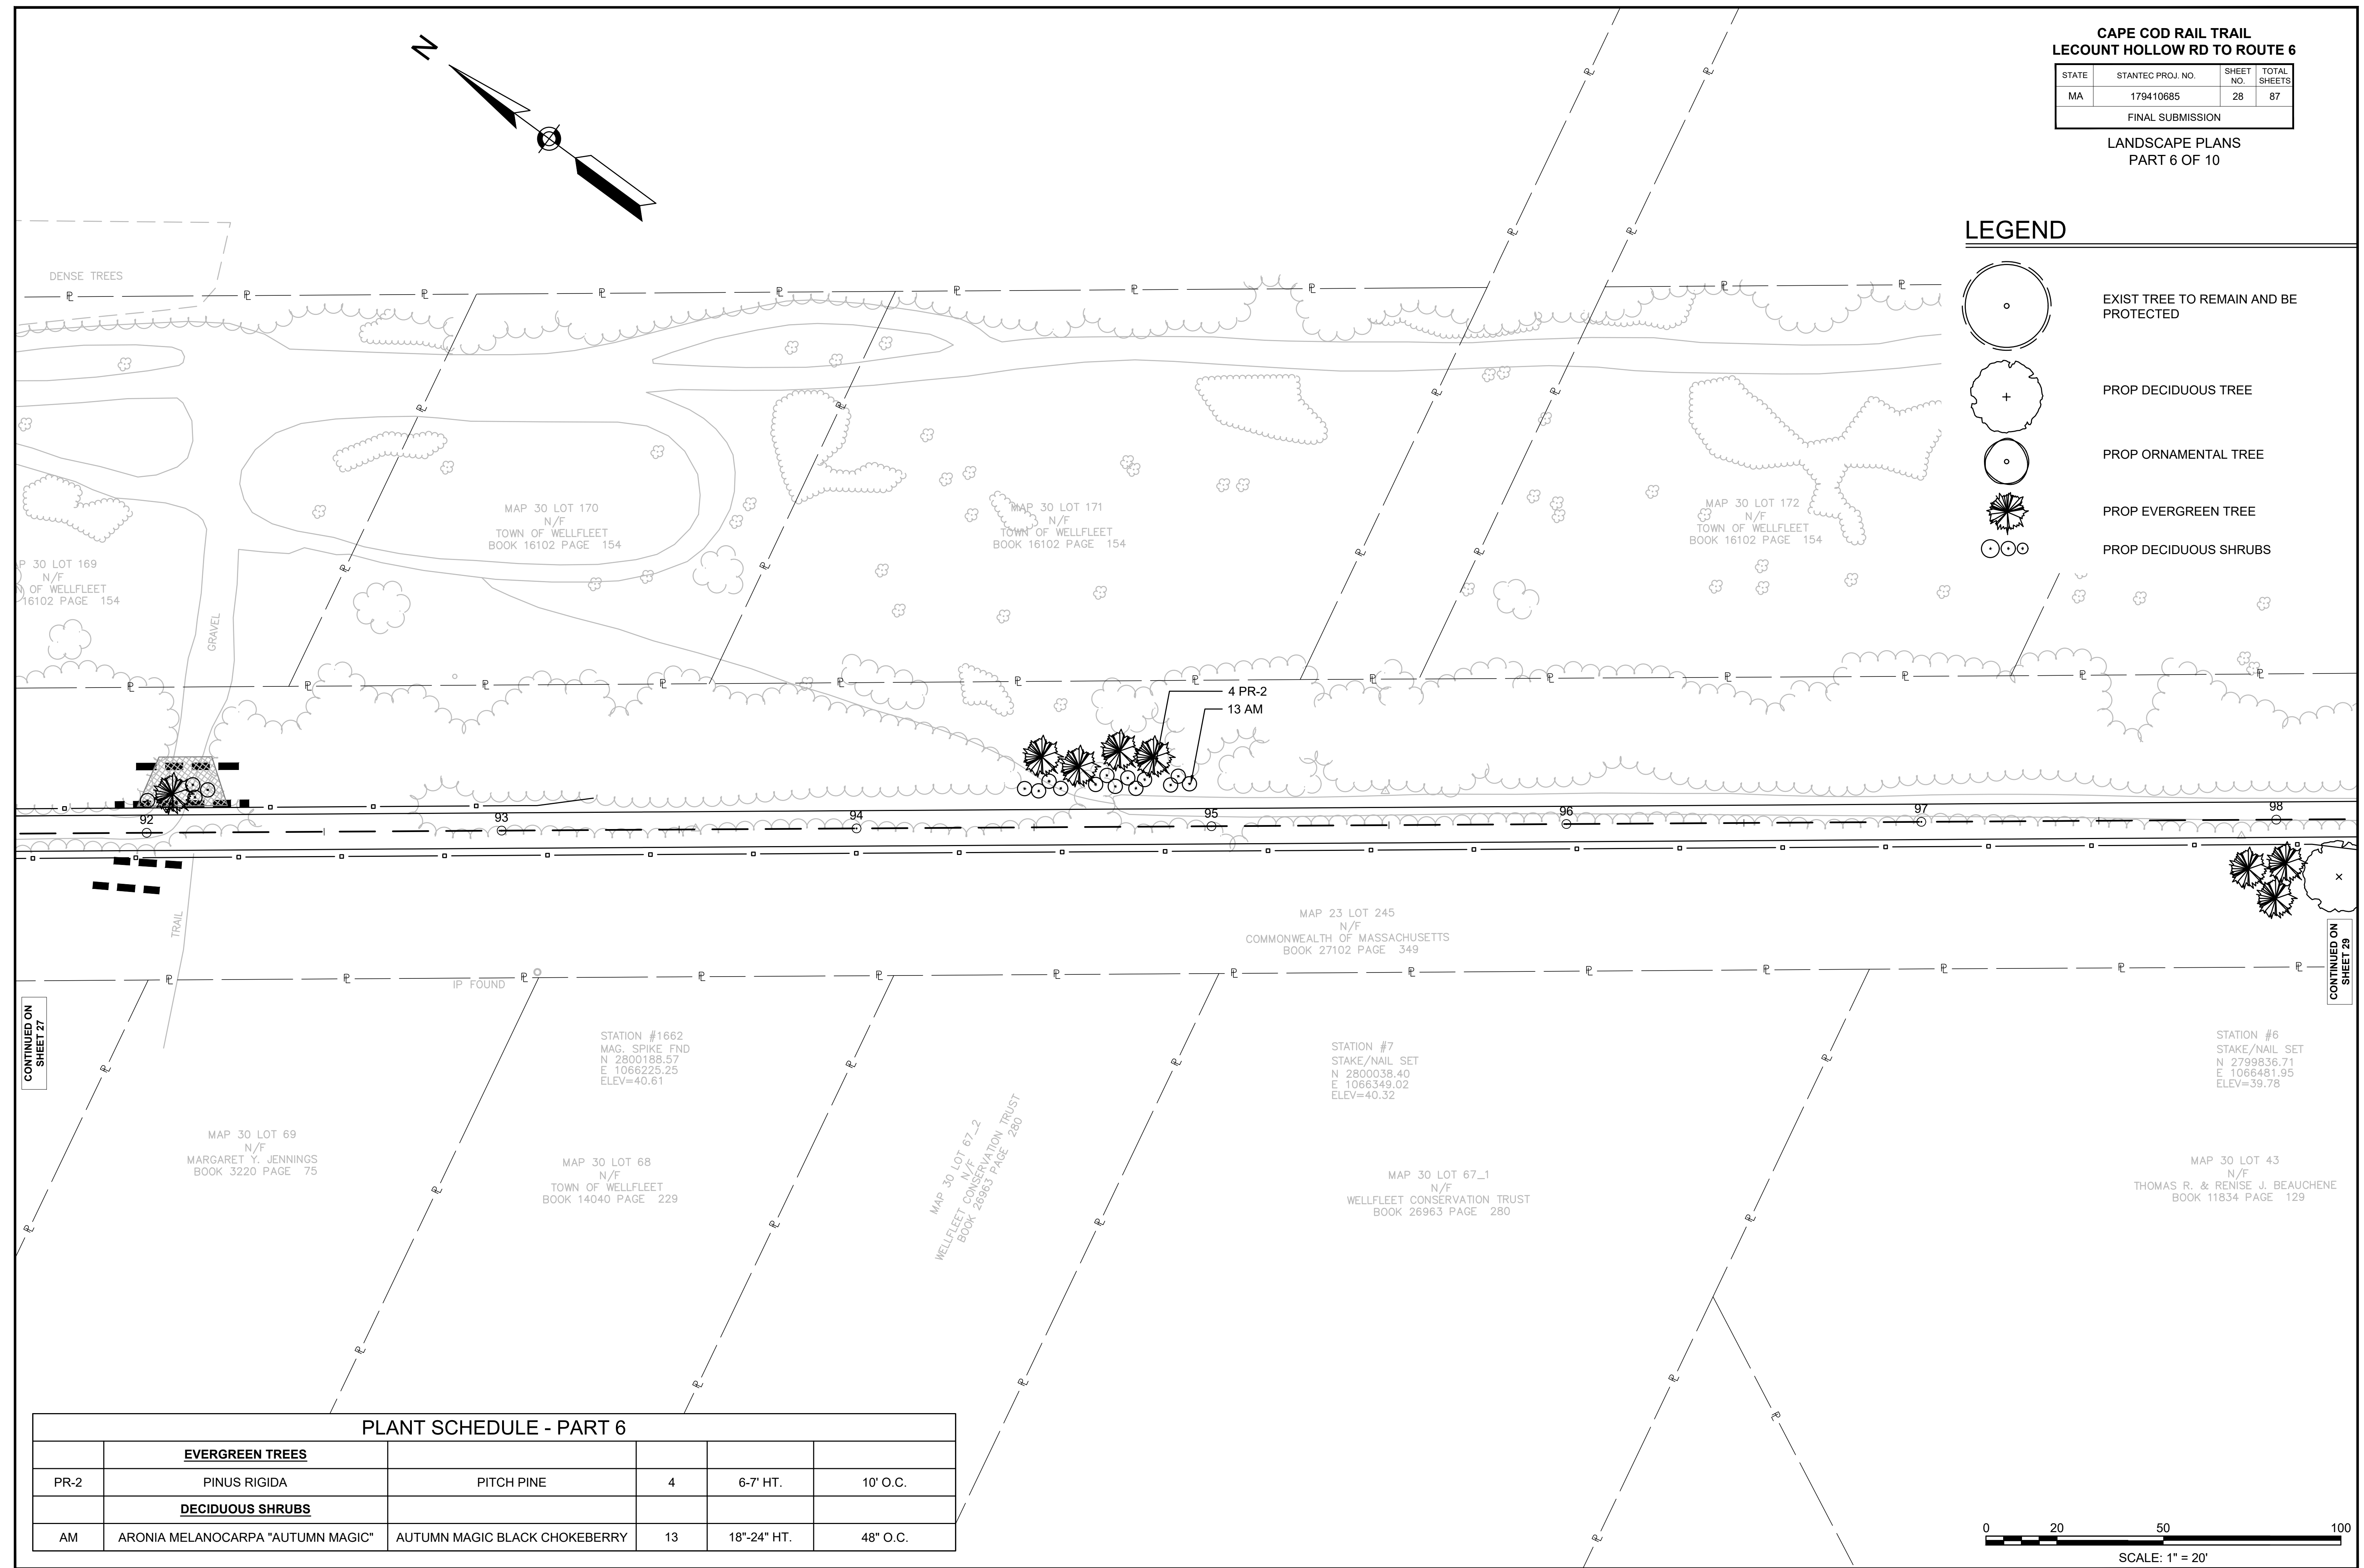 CAPE COD RAIL TRAIL
LECOUNT HOLLOW RD TO ROUTE 6
STATE STANTEC PROJ. NO. SHEET NO. TOTAL SHEETS
MA 179410685 28 87
FINAL SUBMISSION
LANDSCAPE PLANS
PART 6 OF 10
N
LEGEND
EXIST TREE TO REMAIN AND BE
PROTECTED
PROP DECIDUOUS TREE
PROP ORNAMENTAL TREE
PROP EVERGREEN TREE
PROP DECIDUOUS SHRUBS
DENSE TREES
MAP 30 LOT 170
N/F
TOWN OF WELLFLEET
BOOK 16102 PAGE 154
MAP 30 LOT 171
N/F
TOWN OF WELLFLEET
BOOK 16102 PAGE 154
MAP 30 LOT 172
N/F
TOWN OF WELLFLEET
BOOK 16102 PAGE 154
P 30 LOT 169
N/F
N OF WELLFLEET
16102 PAGE 154
GRAVEL
4 PR-2
13 AM
92 93 94 95 96 97 98
TRAIL
MAP 23 LOT 245
N/F
COMMONWEALTH OF MASSACHUSETTS
BOOK 27102 PAGE 349
CONTINUED ON
SHEET 29
IP FOUND
CONTINUED ON
SHEET 27
STATION #1662
MAG. SPIKE FND
N 2800188.57
E 1066225.25
ELEV=40.61
STATION #7
STAKE/NAIL SET
N 2800038.40
E 1066349.02
ELEV=40.32
STATION #6
STAKE/NAIL SET
N 2799836.71
E 1066481.95
ELEV=39.78
MAP 30 LOT 69
N/F
MARGARET Y. JENNINGS
BOOK 3220 PAGE 75
MAP 30 LOT 68
N/F
TOWN OF WELLFLEET
BOOK 14040 PAGE 229
MAP 30 LOT 67_2
N/F
WELLFLEET CONSERVATION TRUST
BOOK 26963 PAGE 280
MAP 30 LOT 67_1
N/F
WELLFLEET CONSERVATION TRUST
BOOK 26963 PAGE 280
MAP 30 LOT 43
N/F
THOMAS R. & RENISE J. BEAUCHENE
BOOK 11834 PAGE 129
PLANT SCHEDULE - PART 6
EVERGREEN TREES
PR-2 PINUS RIGIDA PITCH PINE 4 6-7' HT. 10' O.C.
DECIDUOUS SHRUBS
AM ARONIA MELANOCARPA "AUTUMN MAGIC" AUTUMN MAGIC BLACK CHOKEBERRY 13 18"-24" HT. 48" O.C.
0 20 50 100
SCALE: 1" = 20'